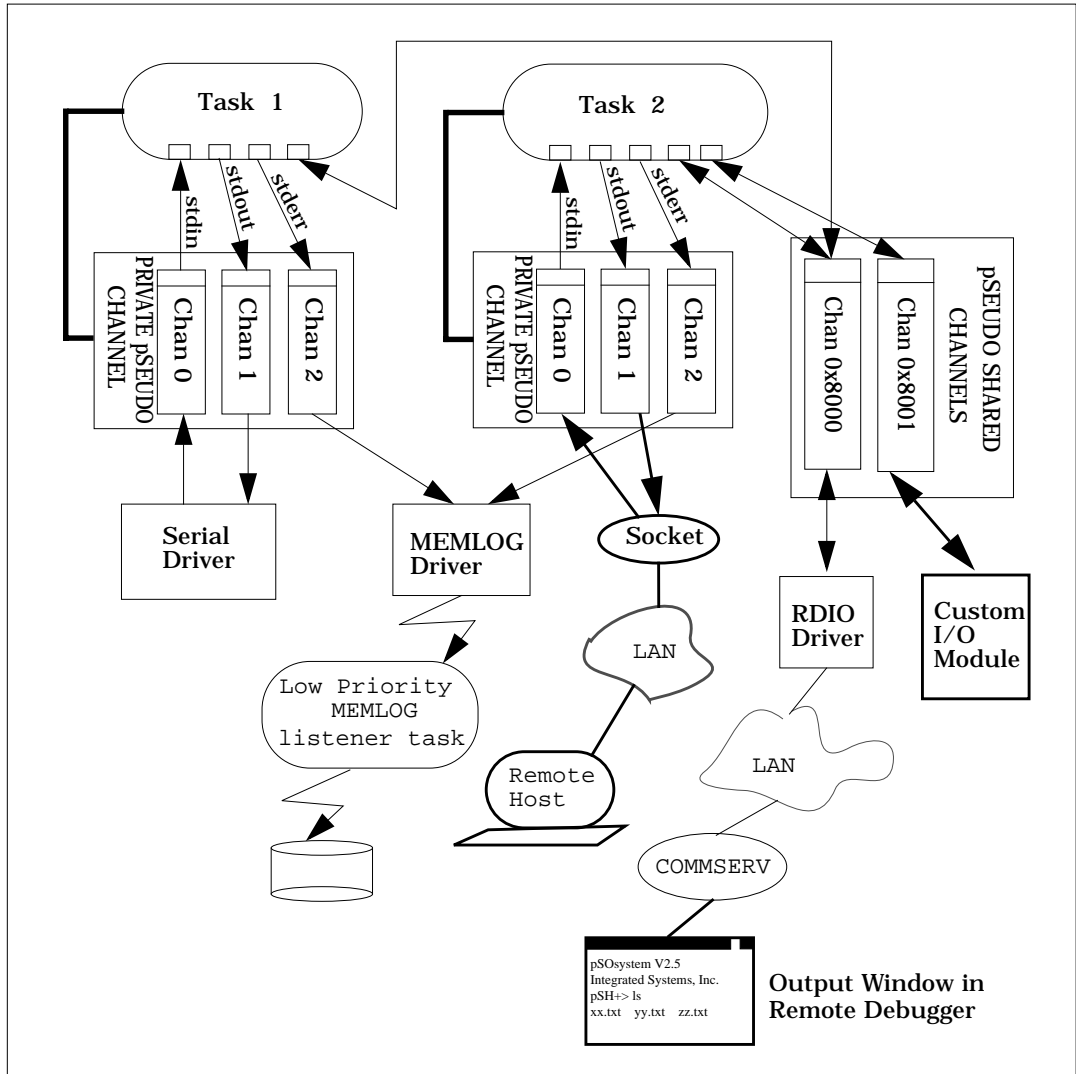 Task 1
Task 2
stdin
stdout
stderr
stdin
stdout
stderr
PRIVATE pSEUDO
CHANNEL
Chan 0
Chan 1
Chan 2
PRIVATE pSEUDO
CHANNEL
Chan 0
Chan 1
Chan 2
Chan 0x8000
Chan 0x8001
pSEUDO SHARED
CHANNELS
Serial
Driver
MEMLOG
Driver
Socket
RDIO
Driver
Custom
I/O
Module
LAN
Low Priority
MEMLOG
listener task
LAN
Remote
Host
COMMSERV
pSOsystem V2.5
Integrated Systems, Inc.
pSH+> ls
xx.txt yy.txt zz.txt
Output Window in
Remote Debugger